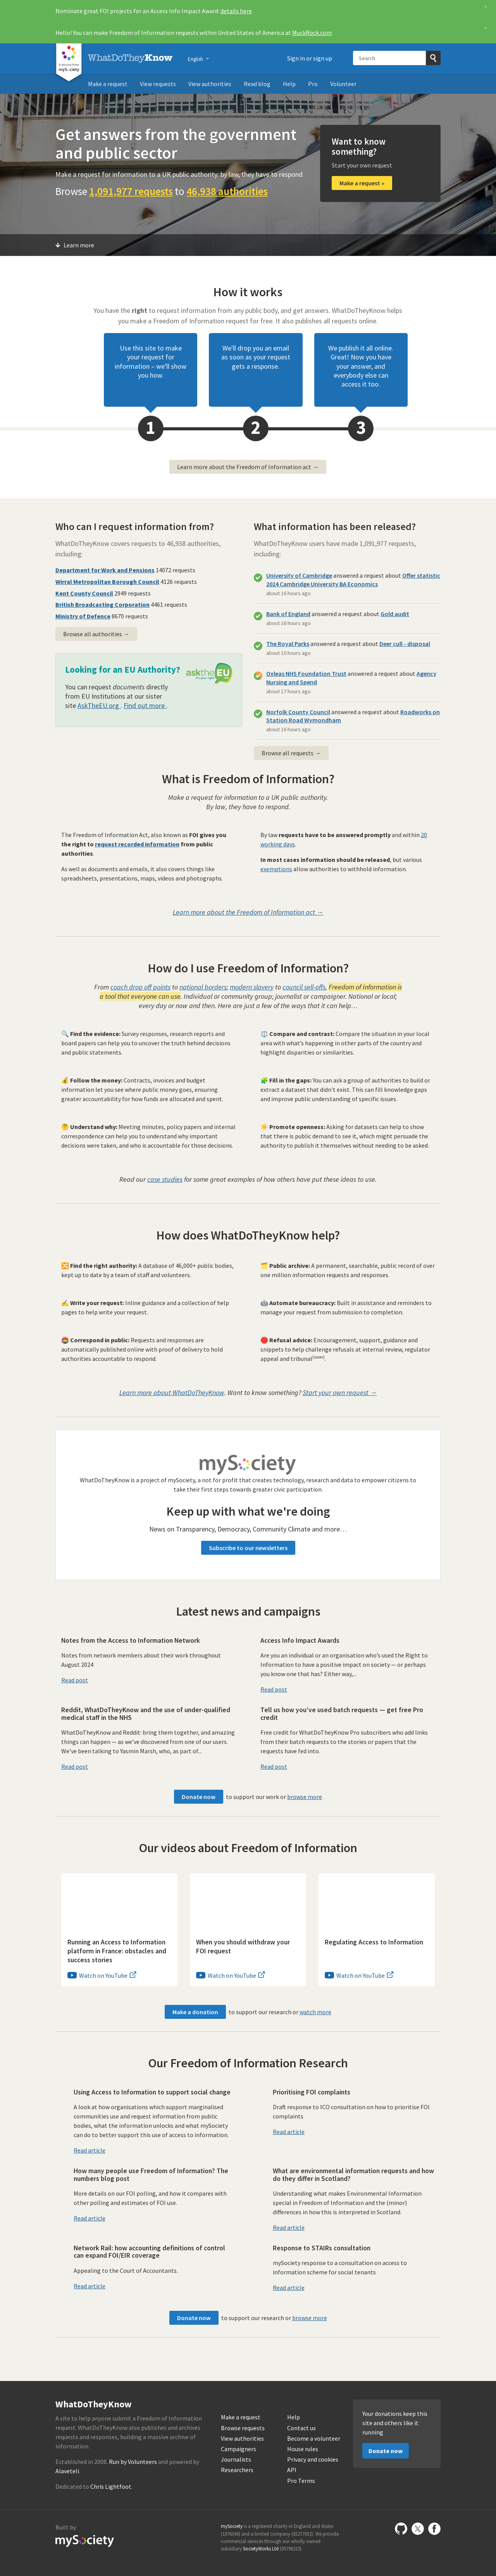 Nominate great FOI projects for an Access Info Impact Award: details here.
Hello! You can make Freedom of Information requests within United States of America at MuckRock.com
WhatDoTheyKnow
English
Sign in or sign up
Search
Make a request
View requests
View authorities
Read blog
Help
Pro
Volunteer
Get answers from the government
and public sector
Make a request for information to a UK public authority. by law, they have to respond
Browse 1,091,977 requests to 46,938 authorities
Want to know
something?
Start your own request
Make a request »
Learn more
How it works
You have the right to request information from any public body, and get answers. WhatDoTheyKnow helps
you make a Freedom of Information request for free. It also publishes all requests online.
Use this site to make
your request for
information – we'll show
you how.
We'll drop you an email
as soon as your request
gets a response.
We publish it all online.
Great! Now you have
your answer, and
everybody else can
access it too.
1
2
3
Learn more about the Freedom of Information act →
Who can I request information from?
WhatDoTheyKnow covers requests to 46,938 authorities,
including:
Department for Work and Pensions 14072 requests
Wirral Metropolitan Borough Council 4126 requests
Kent County Council 2949 requests
British Broadcasting Corporation 4461 requests
Ministry of Defence 8670 requests
Browse all authorities →
Looking for an EU Authority?
asktheEU
You can request documents directly
from EU Institutions at our sister
site AskTheEU.org . Find out more .
What information has been released?
WhatDoTheyKnow users have made 1,091,977 requests,
including:
University of Cambridge answered a request about Offer statistic
2024 Cambridge University BA Economics
about 16 hours ago
Bank of England answered a request about Gold audit
about 16 hours ago
The Royal Parks answered a request about Deer cull - disposal
about 10 hours ago
Oxleas NHS Foundation Trust answered a request about Agency
Nursing and Spend
about 17 hours ago
Norfolk County Council answered a request about Roadworks on
Station Road Wymondham
about 16 hours ago
Browse all requests →
What is Freedom of Information?
Make a request for information to a UK public authority.
By law, they have to respond.
The Freedom of Information Act, also known as FOI gives you
the right to request recorded information from public
authorities.
As well as documents and emails, it also covers things like
spreadsheets, presentations, maps, videos and photographs.
By law requests have to be answered promptly and within 20
working days.
In most cases information should be released, but various
exemptions allow authorities to withhold information.
Learn more about the Freedom of Information act →
How do I use Freedom of Information?
From coach drop off points to national borders; modern slavery to council sell-offs, Freedom of Information is
a tool that everyone can use. Individual or community group; journalist or campaigner. National or local;
every day or now and then. Here are just a few of the ways that it can help…
🔍 Find the evidence: Survey responses, research reports and
board papers can help you to uncover the truth behind decisions
and public statements.
⚖️ Compare and contrast: Compare the situation in your local
area with what's happening in other parts of the country and
highlight disparities or similarities.
💰 Follow the money: Contracts, invoices and budget
information let you see where public money goes, ensuring
greater accountability for how funds are allocated and spent.
🧩 Fill in the gaps: You can ask a group of authorities to build or
extract a dataset that didn't exist. This can fill knowledge gaps
and improve public understanding of specific issues.
🤔 Understand why: Meeting minutes, policy papers and internal
correspondence can help you to understand why important
decisions were taken, and who is accountable for those decisions.
☀️ Promote openness: Asking for datasets can help to show
that there is public demand to see it, which might persuade the
authority to publish it themselves without needing to be asked.
Read our case studies for some great examples of how others have put these ideas to use.
How does WhatDoTheyKnow help?
🔀 Find the right authority: A database of 46,000+ public bodies,
kept up to date by a team of staff and volunteers.
🗂️ Public archive: A permanent, searchable, public record of over
one million information requests and responses.
✍️ Write your request: Inline guidance and a collection of help
pages to help write your request.
🤖 Automate bureaucracy: Built in assistance and reminders to
manage your request from submission to completion.
Correspond in public: Requests and responses are
automatically published online with proof of delivery to hold
authorities accountable to respond.
🛑 Refusal advice: Encouragement, support, guidance and
snippets to help challenge refusals at internal review, regulator
appeal and tribunal(soon!).
Learn more about WhatDoTheyKnow. Want to know something? Start your own request →
mySociety
WhatDoTheyKnow is a project of mySociety, a not for profit that creates technology, research and data to empower citizens to
take their first steps towards greater civic participation.
Keep up with what we're doing
News on Transparency, Democracy, Community Climate and more…
Subscribe to our newsletters
Latest news and campaigns
Notes from the Access to Information Network
Notes from network members about their work throughout
August 2024
Read post
Access Info Impact Awards
Are you an individual or an organisation who's used the Right to
Information to have a positive impact on society — or perhaps
you know one that has? Either way,...
Read post
Reddit, WhatDoTheyKnow and the use of under-qualified
medical staff in the NHS
WhatDoTheyKnow and Reddit: bring them together, and amazing
things can happen — as we've discovered from one of our users.
We've been talking to Yasmin Marsh, who, as part of...
Read post
Tell us how you've used batch requests — get free Pro
credit
Free credit for WhatDoTheyKnow Pro subscribers who add links
from their batch requests to the stories or papers that the
requests have fed into.
Read post
Donate now to support our work or browse more
Our videos about Freedom of Information
Running an Access to Information
platform in France: obstacles and
success stories
Watch on YouTube
When you should withdraw your
FOI request
Watch on YouTube
Regulating Access to Information
Watch on YouTube
Make a donation to support our research or watch more
Our Freedom of Information Research
Using Access to Information to support social change
A look at how organisations which support marginalised
communities use and request information from public
bodies, what the information unlocks and what mySociety
can do to better support this use of access to information.
Read article
Prioritising FOI complaints
Draft response to ICO consultation on how to prioritise FOI
complaints
Read article
How many people use Freedom of Information? The
numbers blog post
More details on our FOI polling, and how it compares with
other polling and estimates of FOI use.
Read article
What are environmental information requests and how
do they differ in Scotland?
Understanding what makes Environmental Information
special in Freedom of Information and the (minor)
differences in how this is interpreted in Scotland.
Read article
Network Rail: how accounting definitions of control
can expand FOI/EIR coverage
Appealing to the Court of Accountants.
Read article
Response to STAIRs consultation
mySociety response to a consultation on access to
information scheme for social tenants
Read article
Donate now to support our research or browse more
WhatDoTheyKnow
A site to help anyone submit a Freedom of Information
request. WhatDoTheyKnow also publishes and archives
requests and responses, building a massive archive of
information.
Established in 2008. Run by Volunteers and powered by
Alaveteli.
Dedicated to Chris Lightfoot.
Make a request
Browse requests
View authorities
Campaigners
Journalists
Researchers
Help
Contact us
Become a volunteer
House rules
Privacy and cookies
API
Pro Terms
Your donations keep this
site and others like it
running
Donate now
Built by
mySociety
mySociety is a registered charity in England and Wales
(1076346) and a limited company (03277032). We provide
commercial services through our wholly owned
subsidiary SocietyWorks Ltd (05798215).